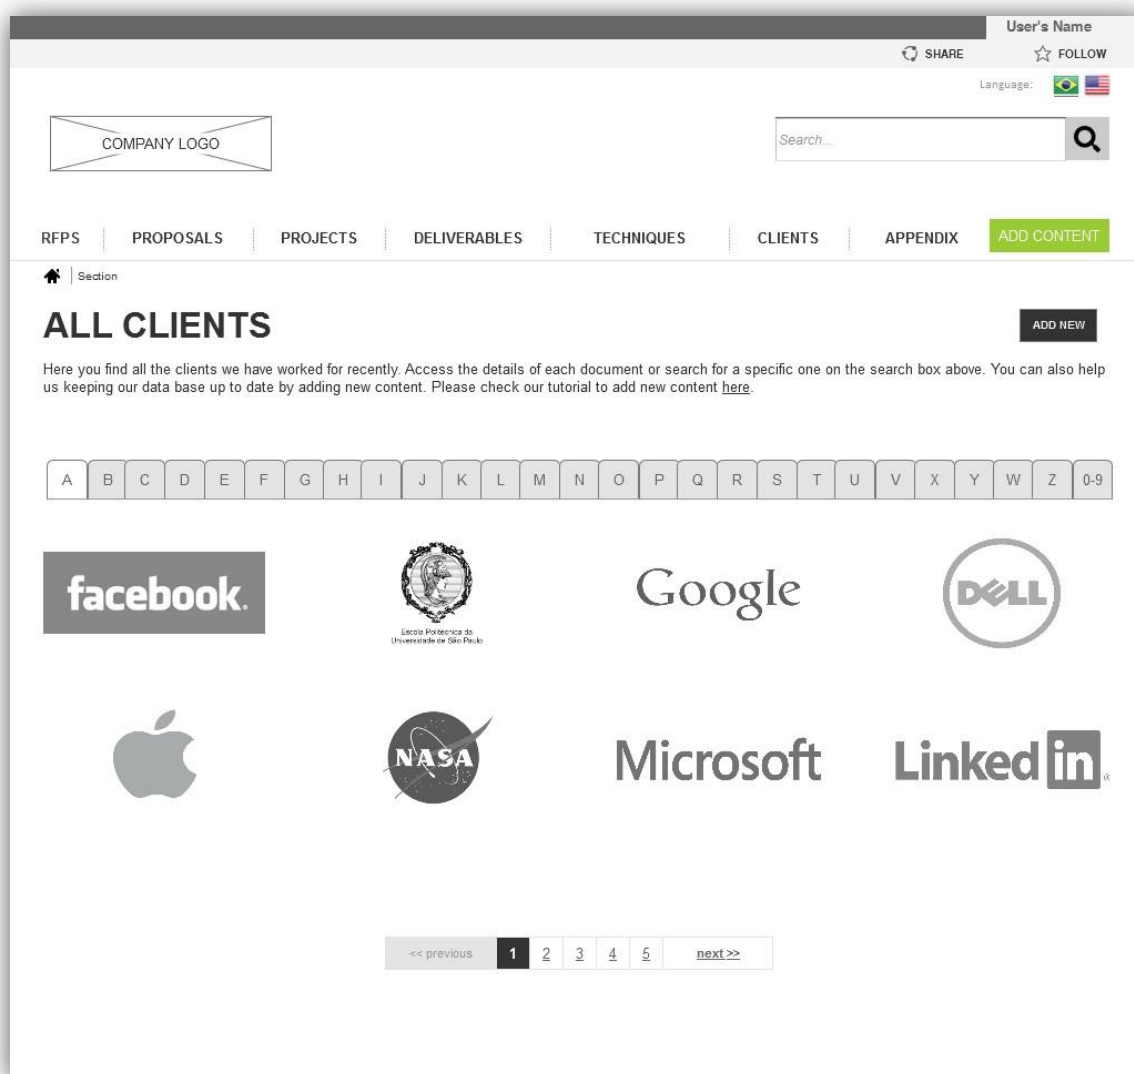 User's Name
SHARE FOLLOW
Language:
COMPANY LOGO
Search...
RFPS PROPOSALS PROJECTS DELIVERABLES TECHNIQUES CLIENTS APPENDIX ADD CONTENT
Section
ALL CLIENTS
ADD NEW
Here you find all the clients we have worked for recently. Access the details of each document or search for a specific one on the search box above. You can also help
us keeping our data base up to date by adding new content. Please check our tutorial to add new content here.
A B C D E F G H I J K L M N O P Q R S T U V X Y W Z 0-9
facebook.
Escola Politecnica da
Universidade de São Paulo
Google
DELL
NASA
Microsoft
Linked in ®
<< previous 1 2 3 4 5 next >>